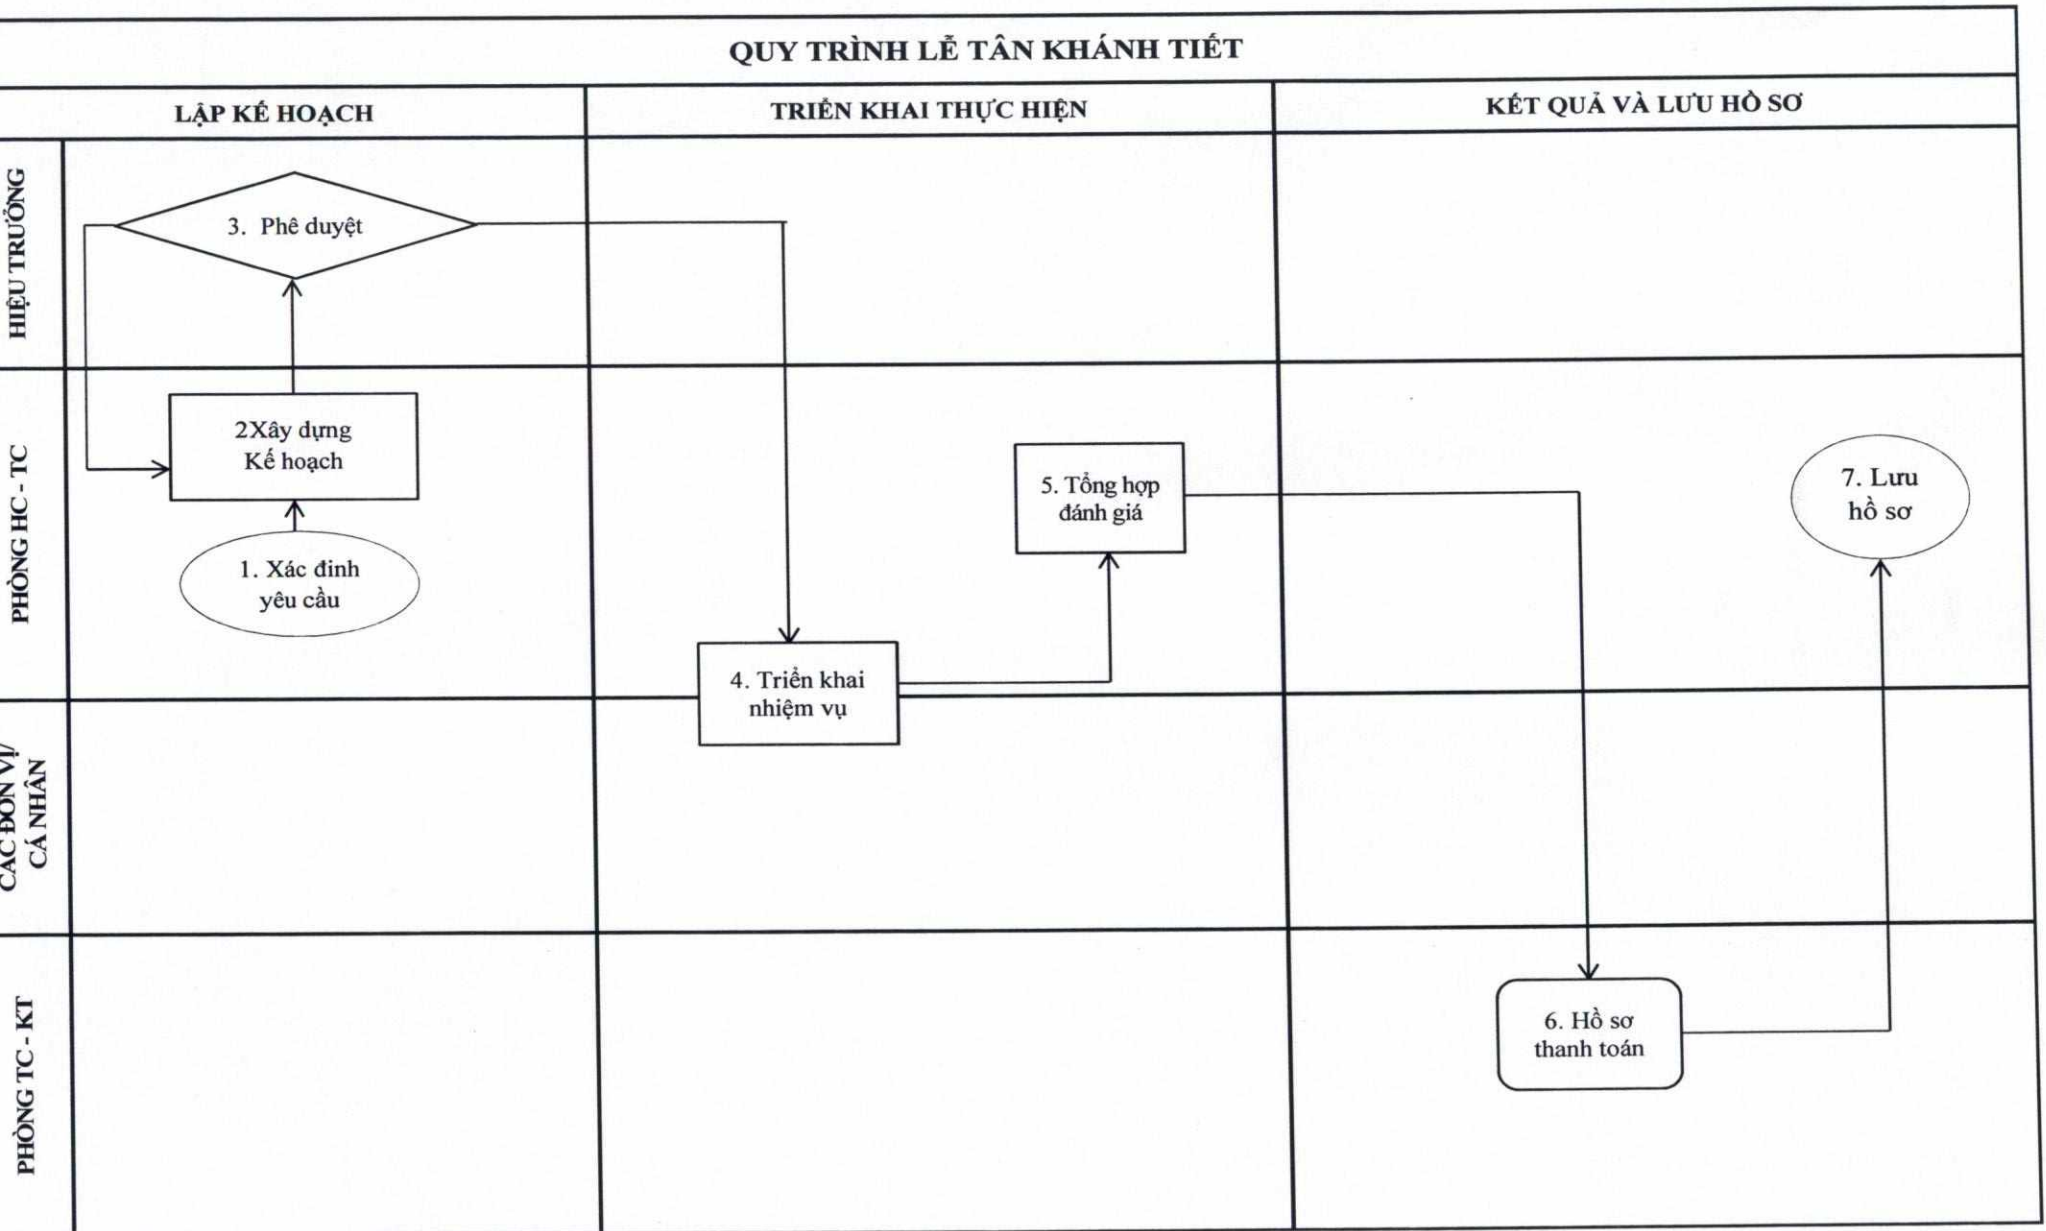 QUY TRÌNH LỄ TÂN KHÁNH TIẾT
LẬP KẾ HOẠCH
TRIỂN KHAI THỰC HIỆN
KẾT QUẢ VÀ LƯU HỒ SƠ
HIỆU TRƯỞNG
3. Phê duyệt
PHÒNG HC - TC
2Xây dựng
Kế hoạch
1. Xác đinh
yêu cầu
5. Tổng hợp
đánh giá
7. Lưu
hồ sơ
4. Triển khai
nhiệm vụ
CÁC ĐƠN VỊ/
CÁ NHÂN
PHÒNG TC - KT
6. Hồ sơ
thanh toán